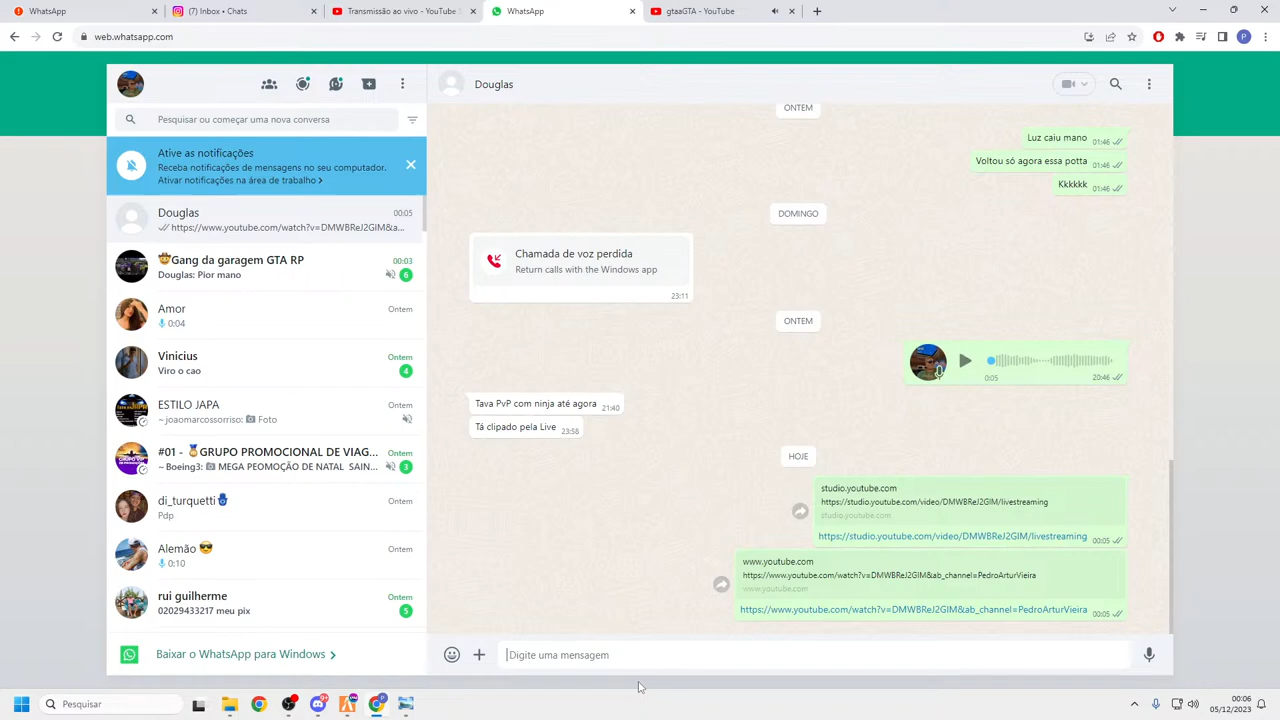 WhatsApp
(7) Inbox • Chats
Transmissão ao vivo - YouTube S
WhatsApp
gtaaGTA - YouTube
web.whatsapp.com
P
Douglas
Pesquisar ou começar uma nova conversa
Ative as notificações
Receba notificações de mensagens no seu computador.
Ativar notificações na área de trabalho
Douglas 00:05
https://www.youtube.com/watch?v=DMWBReJ2GIM&a...
Gang da garagem GTA RP 00:03
Douglas: Pior mano 6
Amor Ontem
0:04
Vinicius Ontem
Viro o cao 4
ESTILO JAPA Ontem
~ joaomarcossorriso: Foto
#01 - GRUPO PROMOCIONAL DE VIAG... Ontem
~ Boeing3: MEGA PEOMOÇÃO DE NATAL SAIN... 3
di_turquetti Ontem
Pdp
Alemão Ontem
0:10
rui guilherme Ontem
02029433217 meu pix 5
Baixar o WhatsApp para Windows
ONTEM
Luz caiu mano 01:46
Voltou só agora essa potta 01:46
Kkkkkk 01:46
DOMINGO
Chamada de voz perdida
Return calls with the Windows app
23:11
ONTEM
0:05 20:46
Tava PvP com ninja até agora 21:40
Tá clipado pela Live 23:58
HOJE
studio.youtube.com
https://studio.youtube.com/video/DMWBReJ2GIM/livestreaming
studio.youtube.com
https://studio.youtube.com/video/DMWBReJ2GIM/livestreaming 00:05
www.youtube.com
https://www.youtube.com/watch?v=DMWBReJ2GIM&ab_channel=PedroArturVieira
www.youtube.com
https://www.youtube.com/watch?v=DMWBReJ2GIM&ab_channel=PedroArturVieira 00:05
Digite uma mensagem
Pesquisar
00:06
05/12/2023